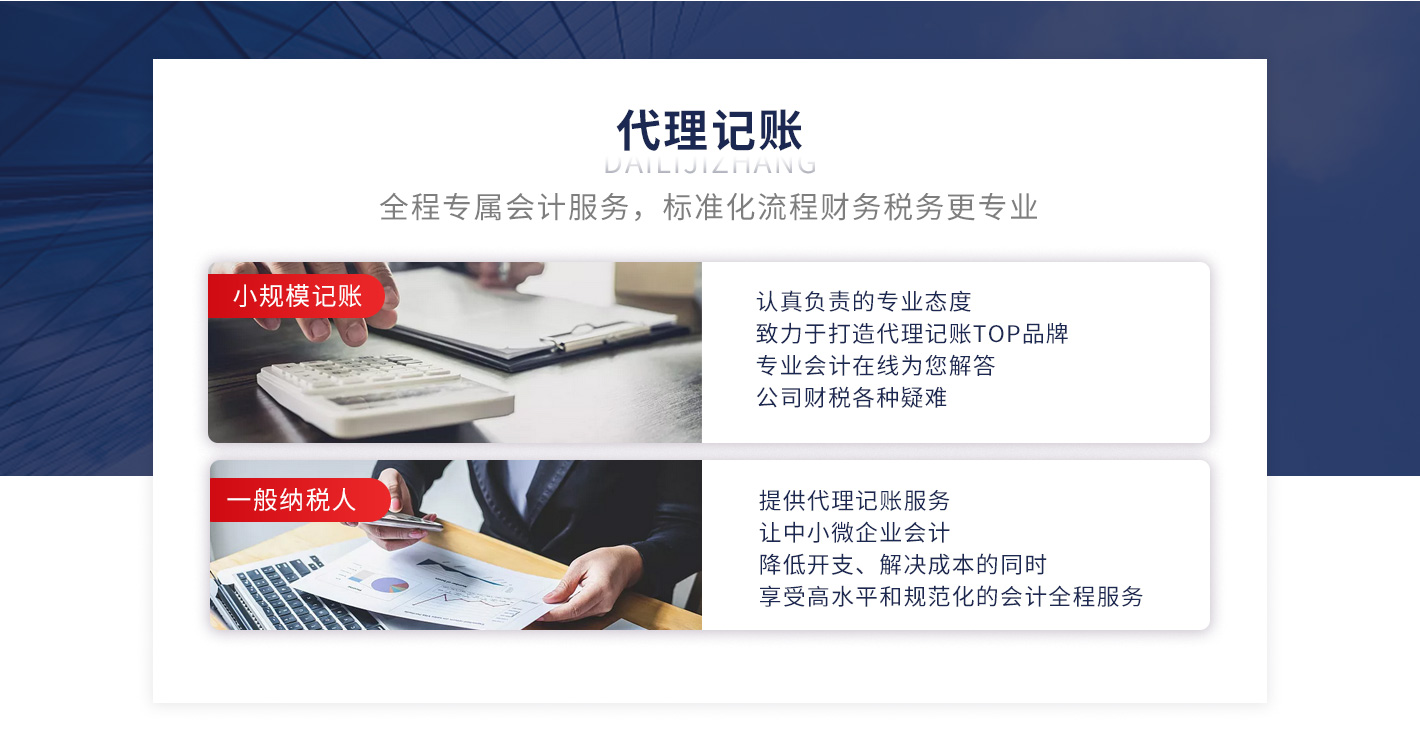 代理记账
DAILIJIZHANG
全程专属会计服务，标准化流程财务税务更专业
小规模记账
认真负责的专业态度
致力于打造代理记账TOP品牌
专业会计在线为您解答
公司财税各种疑难
一般纳税人
提供代理记账服务
让中小微企业会计
降低开支、解决成本的同时
享受高水平和规范化的会计全程服务